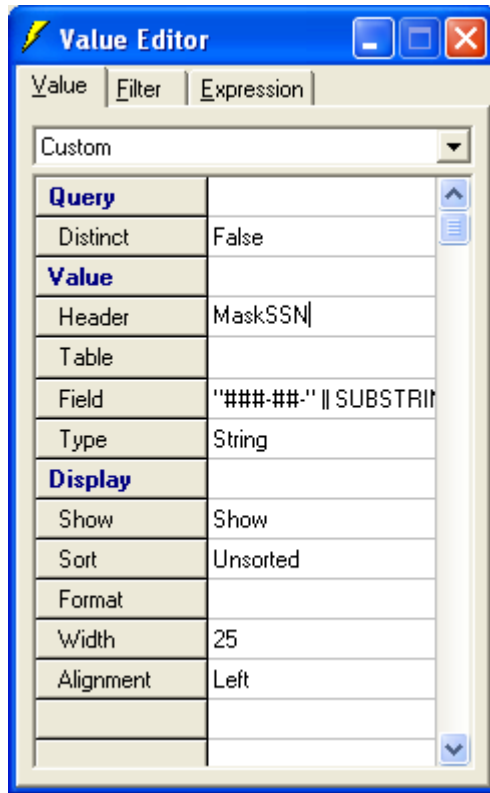 Value Editor
Value Filter Expression
Custom
Query
Distinct False
Value
Header MaskSSN
Table
Field "###-##-" || SUBSTRIN
Type String
Display
Show Show
Sort Unsorted
Format
Width 25
Alignment Left